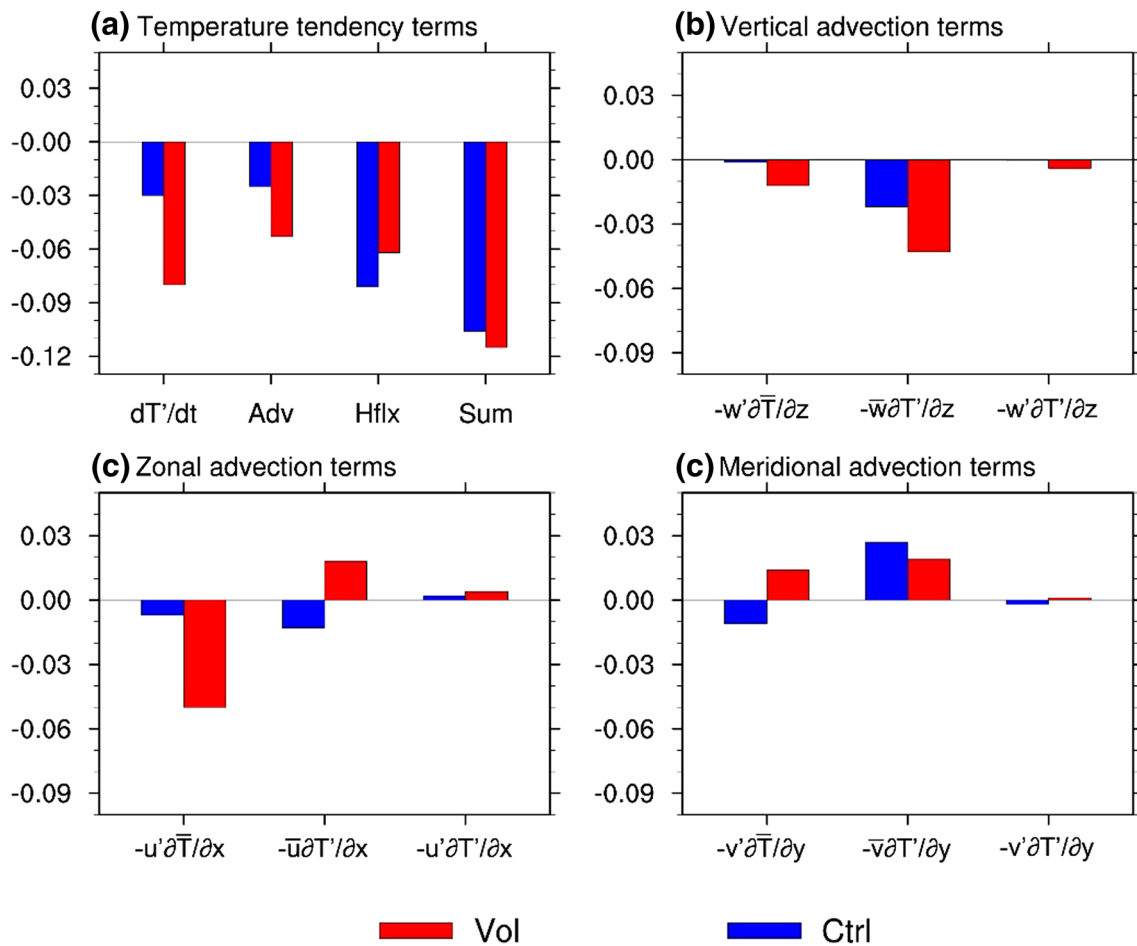 (a) Temperature tendency terms
0.03
-0.00
-0.03
-0.06
-0.09
-0.12
dT'/dt Adv Hflx Sum
(b) Vertical advection terms
0.03
0.00
-0.03
-0.06
-0.09
-w'∂T̅/∂z -w̅∂T'/∂z -w'∂T'/∂z
(c) Zonal advection terms
0.03
0.00
-0.03
-0.06
-0.09
-u'∂T̅/∂x -u̅∂T'/∂x -u'∂T'/∂x
(c) Meridional advection terms
0.03
0.00
-0.03
-0.06
-0.09
-v'∂T̅/∂y -v̅∂T'/∂y -v'∂T'/∂y
Vol Ctrl